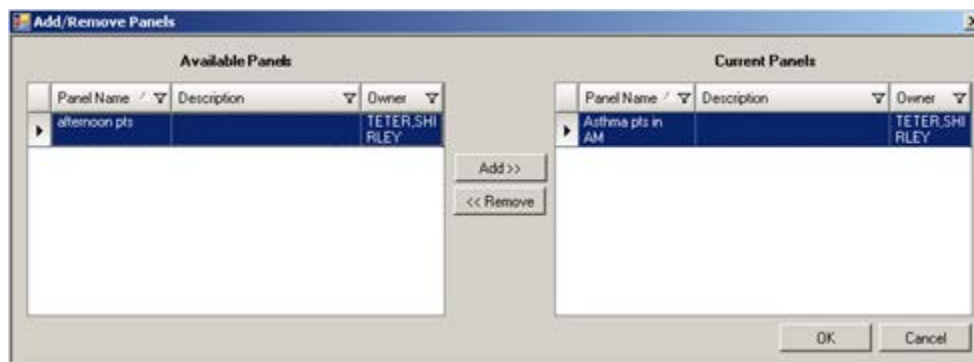 Add/Remove Panels
Available Panels
Panel Name Description Owner
afternoon pts TETER,SHI
RLEY
Add >>
<< Remove
Current Panels
Panel Name Description Owner
Asthma pts in TETER,SHI
AM RLEY
OK Cancel